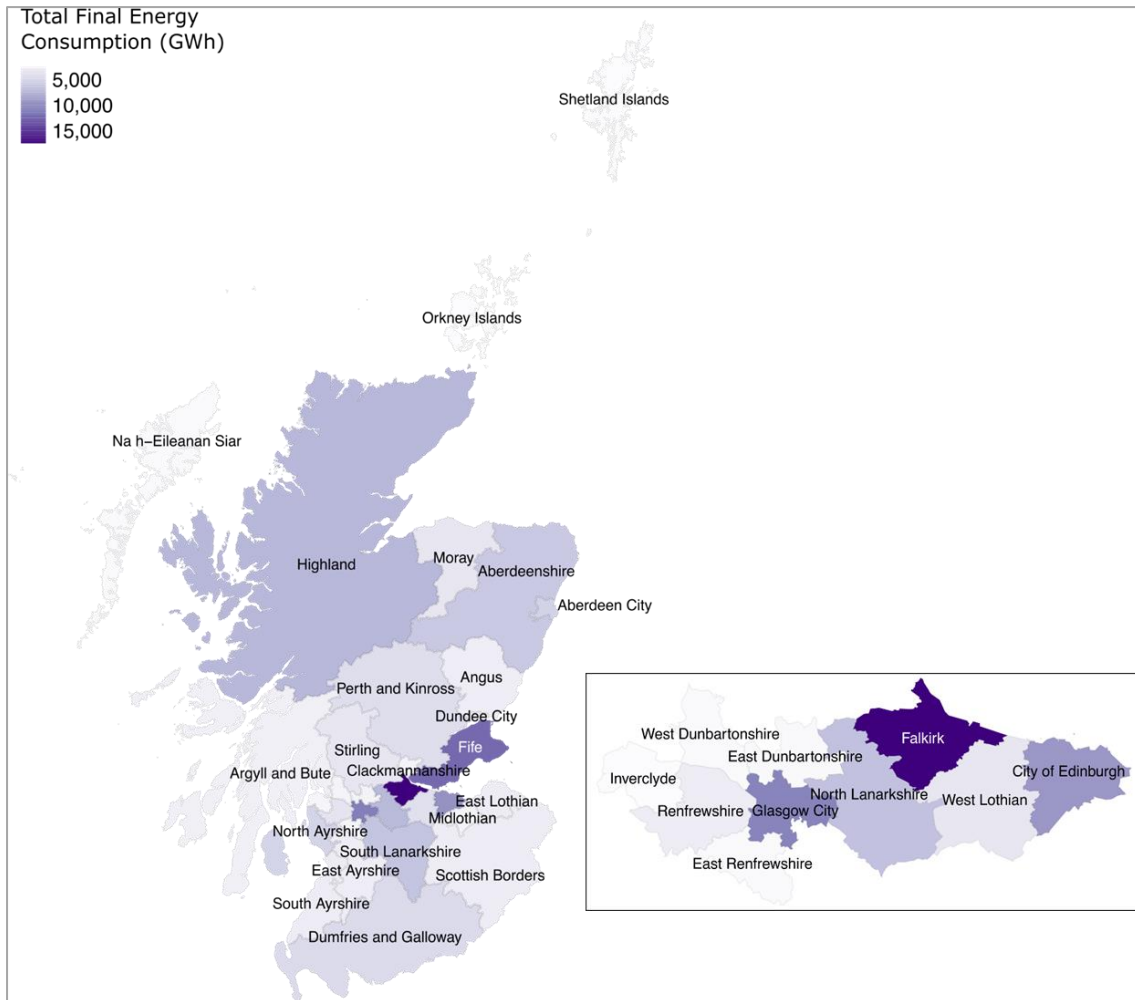 Total Final Energy
Consumption (GWh)
5,000
10,000
15,000
Shetland Islands
Orkney Islands
Na h–Eileanan Siar
Highland
Moray
Aberdeenshire
Aberdeen City
Angus
Perth and Kinross
Dundee City
Stirling
Fife
Clackmannanshire
Argyll and Bute
East Lothian
Midlothian
North Ayrshire
South Lanarkshire
East Ayrshire
Scottish Borders
South Ayrshire
Dumfries and Galloway
West Dunbartonshire
Falkirk
East Dunbartonshire
Inverclyde
City of Edinburgh
North Lanarkshire
West Lothian
Renfrewshire
Glasgow City
East Renfrewshire